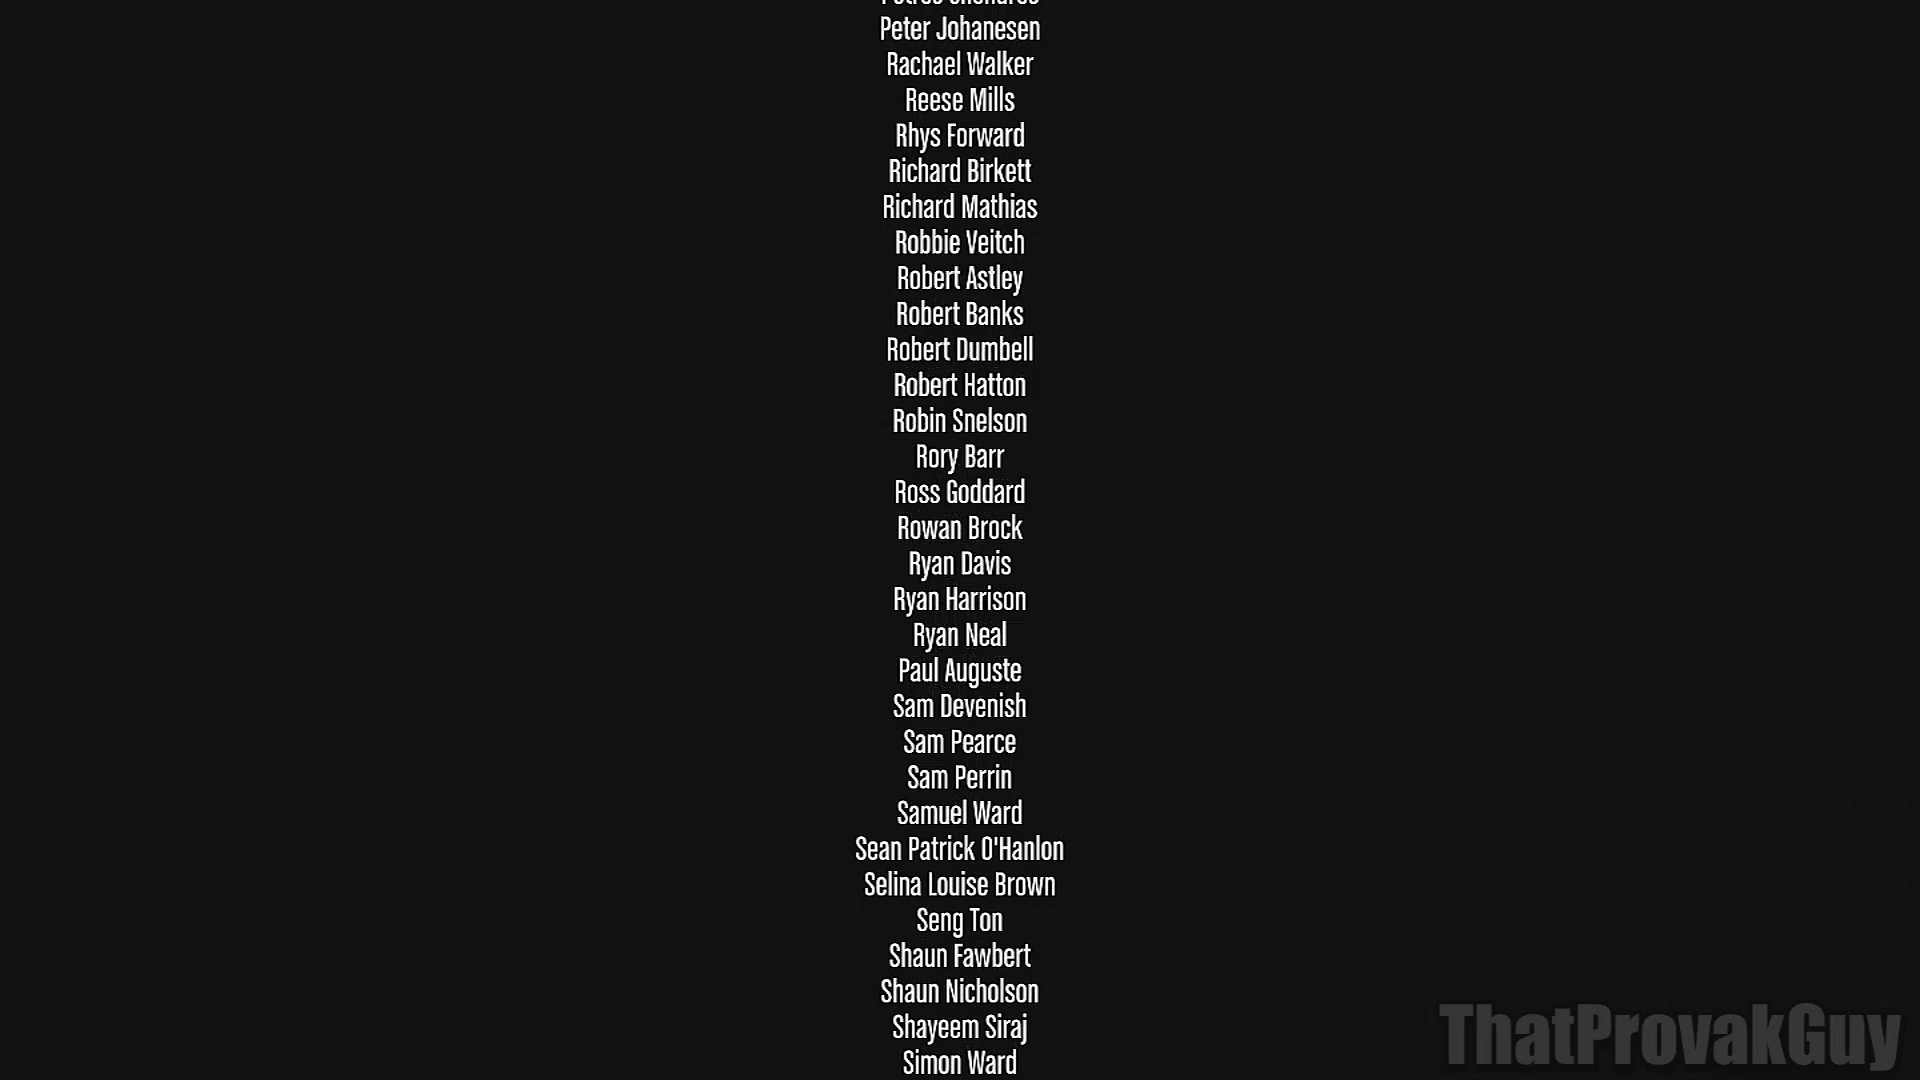 Peter Johanesen
Rachael Walker
Reese Mills
Rhys Forward
Richard Birkett
Richard Mathias
Robbie Veitch
Robert Astley
Robert Banks
Robert Dumbell
Robert Hatton
Robin Snelson
Rory Barr
Ross Goddard
Rowan Brock
Ryan Davis
Ryan Harrison
Ryan Neal
Paul Auguste
Sam Devenish
Sam Pearce
Sam Perrin
Samuel Ward
Sean Patrick O'Hanlon
Selina Louise Brown
Seng Ton
Shaun Fawbert
Shaun Nicholson
Shayeem Siraj
Simon Ward
ThatProvakGuy